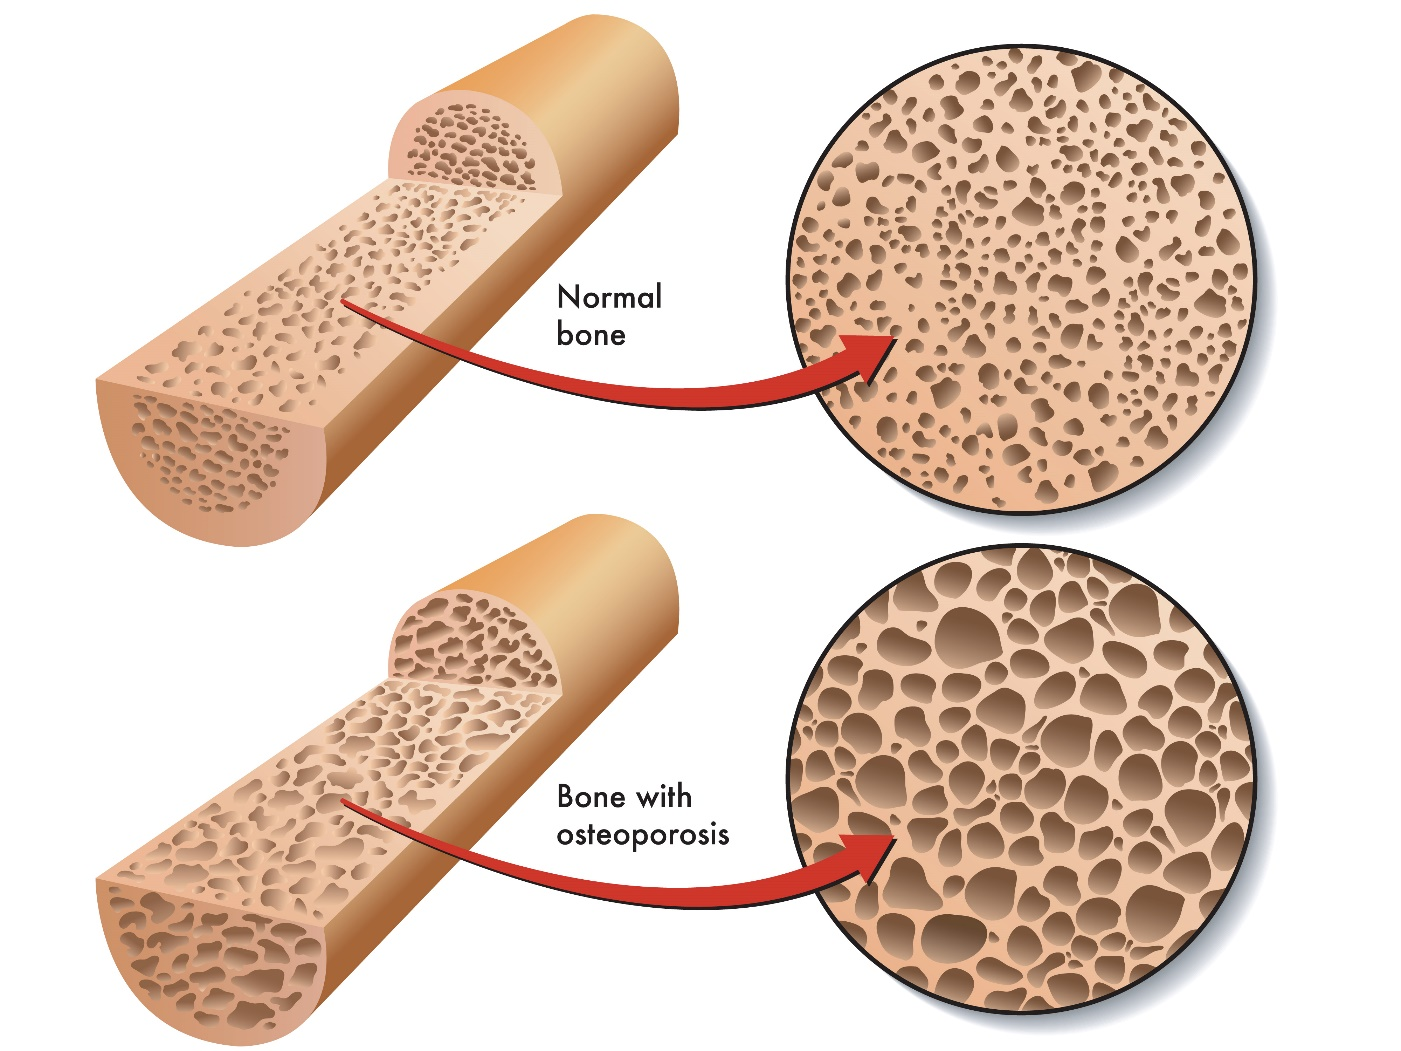 Normal
bone
Bone with
osteoporosis